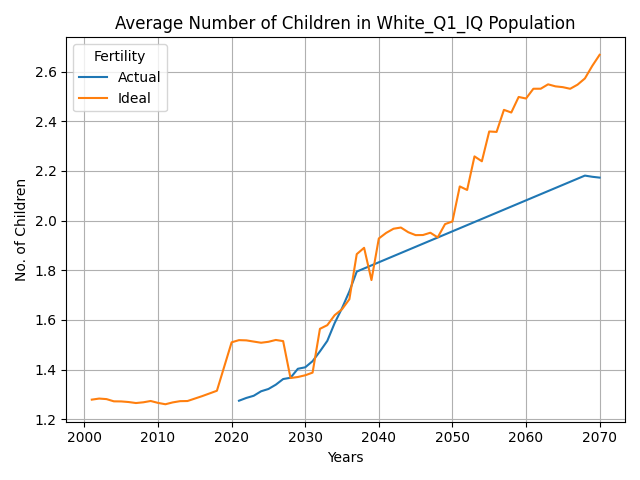 Average Number of Children in White_Q1_IQ Population
Fertility
Actual
Ideal
No. of Children
2.6
2.4
2.2
2.0
1.8
1.6
1.4
1.2
2000 2010 2020 2030 2040 2050 2060 2070
Years